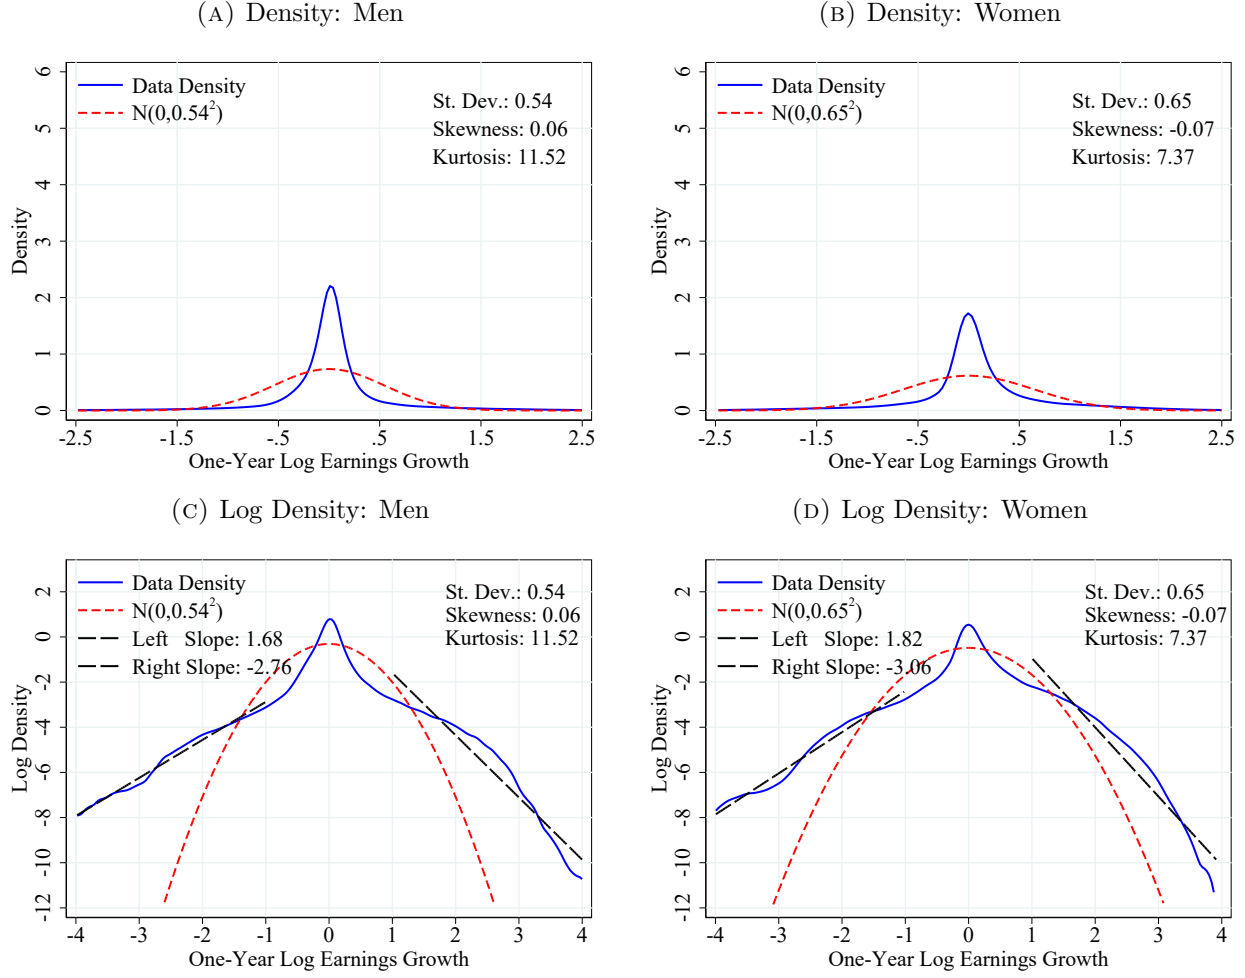 (A) Density: Men
6
5
4
3
2
1
0
Density
Data Density
N(0,0.54²)
St. Dev.: 0.54
Skewness: 0.06
Kurtosis: 11.52
-2.5 -1.5 -.5 .5 1.5 2.5
One-Year Log Earnings Growth
(B) Density: Women
6
5
4
3
2
1
0
Density
Data Density
N(0,0.65²)
St. Dev.: 0.65
Skewness: -0.07
Kurtosis: 7.37
-2.5 -1.5 -.5 .5 1.5 2.5
One-Year Log Earnings Growth
(C) Log Density: Men
2
0
-2
-4
-6
-8
-10
-12
Log Density
Data Density
N(0,0.54²)
Left Slope: 1.68
Right Slope: -2.76
St. Dev.: 0.54
Skewness: 0.06
Kurtosis: 11.52
-4 -3 -2 -1 0 1 2 3 4
One-Year Log Earnings Growth
(D) Log Density: Women
2
0
-2
-4
-6
-8
-10
-12
Log Density
Data Density
N(0,0.65²)
Left Slope: 1.82
Right Slope: -3.06
St. Dev.: 0.65
Skewness: -0.07
Kurtosis: 7.37
-4 -3 -2 -1 0 1 2 3 4
One-Year Log Earnings Growth